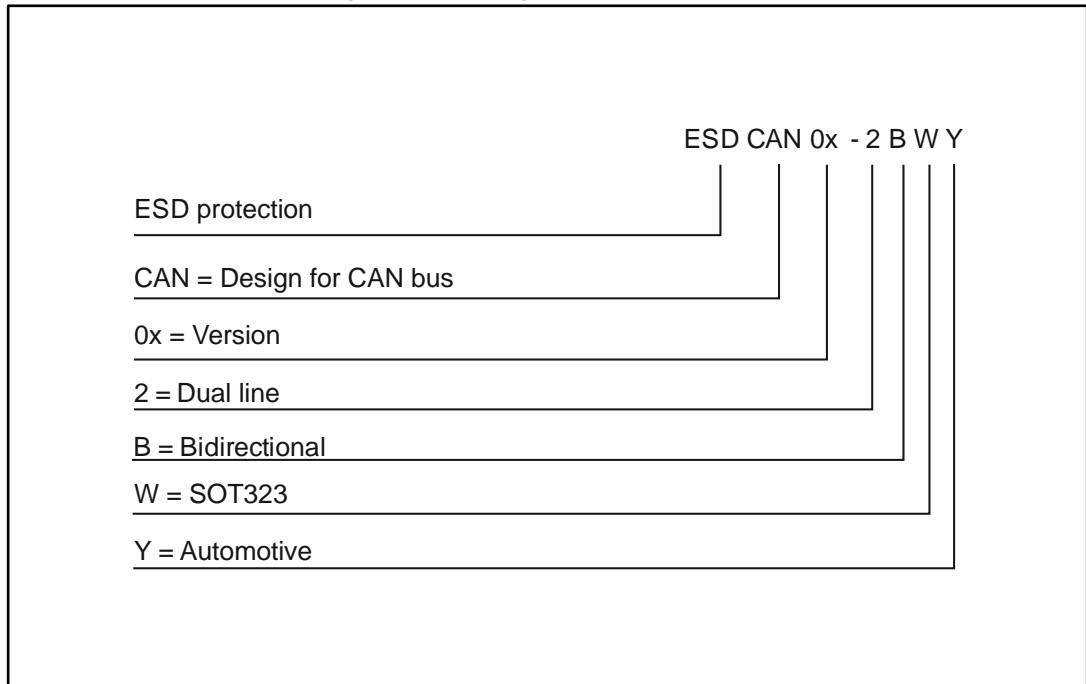 ESD CAN 0x - 2 B W Y
ESD protection
CAN = Design for CAN bus
0x = Version
2 = Dual line
B = Bidirectional
W = SOT323
Y = Automotive